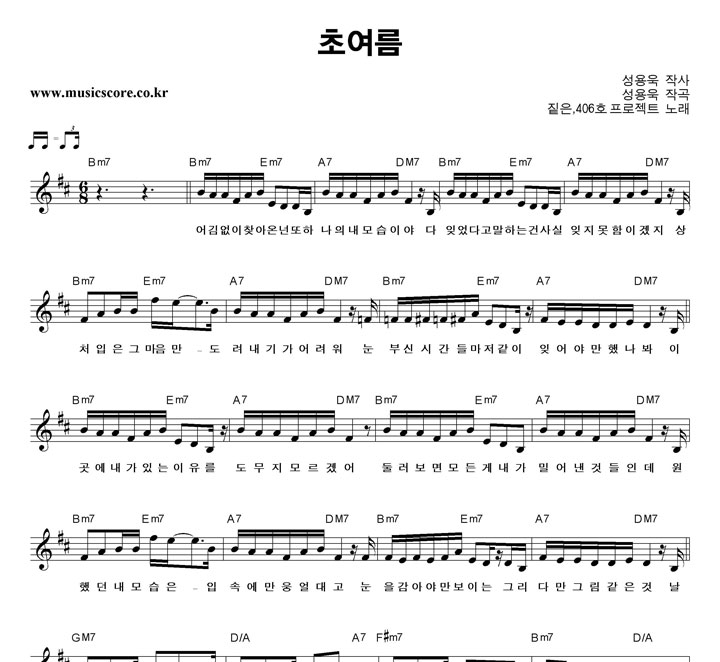 초여름
성용욱 작사
성용욱 작곡
www.musicscore.co.kr
짙은,406호 프로젝트 노래
3
Bm7 Bm7 Em7 A7 DM7 Bm7 Em7 A7 DM7
6
8
어김없이찾아온넌또하 나의내모습이야 다 잊었다고말하는건사실 잊지못함이겠지 상
Bm7 Em7 A7 DM7 Bm7 Em7 A7 DM7
처입은그마음만 도 려내기가어려워 눈 부신시간들마저같이 잊어야만했나봐 이
Bm7 Em7 A7 DM7 Bm7 Em7 A7 DM7
곳에내가있는이유를 도무지모르겠어 둘러보면모든게내가 밀어낸것들인데 원
Bm7 Em7 A7 DM7 Bm7 Em7 A7 DM7
했던내모습은 입 속에만웅얼대고 눈 을감아야만보이는그리 다만그림같은것 날
GM7 D/A A7 F#m7 Bm7 D/A